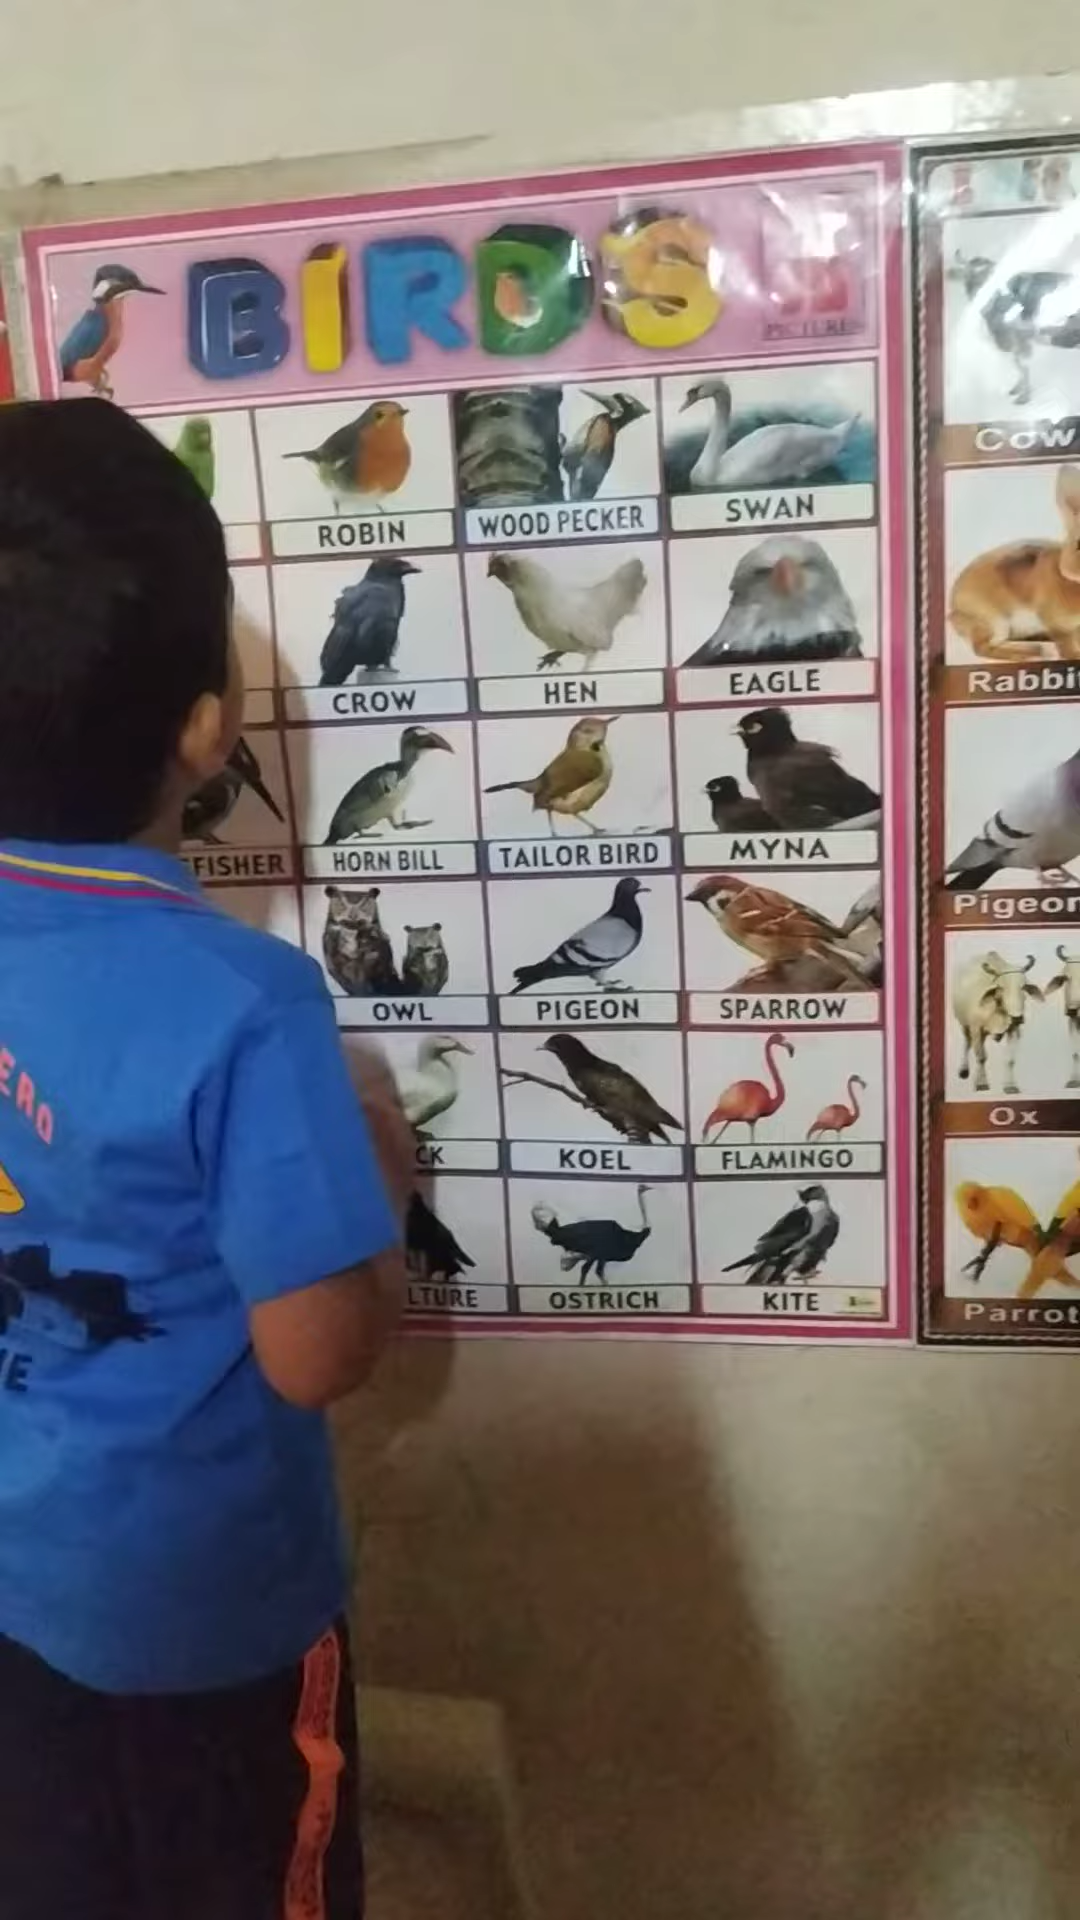 BIRDS
PICTURES
ROBIN
WOOD PECKER
SWAN
CROW
HEN
EAGLE
FISHER
HORN BILL
TAILOR BIRD
MYNA
OWL
PIGEON
SPARROW
CK
KOEL
FLAMINGO
LTURE
OSTRICH
KITE
Cow
Rabbi
Pigeon
Ox
Parrot
ERO